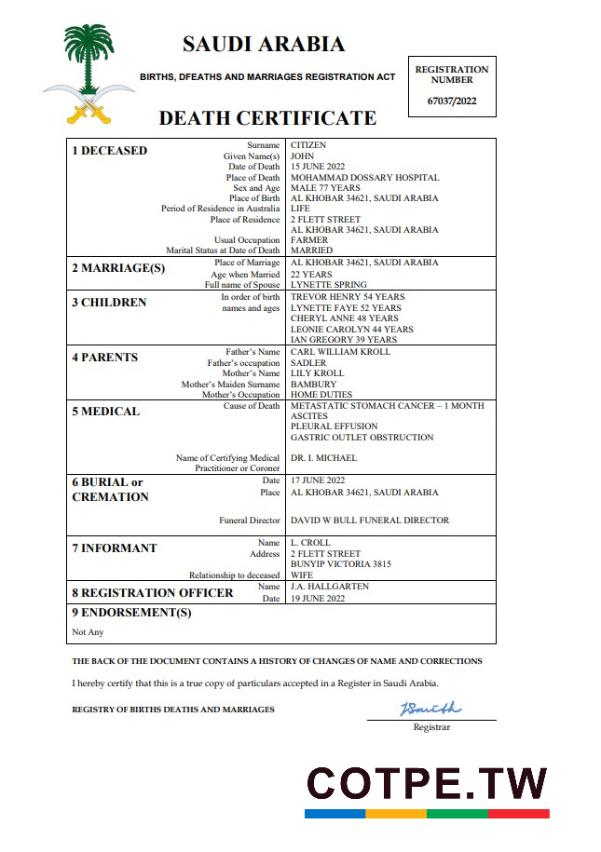 SAUDI ARABIA
BIRTHS, DFEATHS AND MARRIAGES REGISTRATION ACT
REGISTRATION
NUMBER
67037/2022
DEATH CERTIFICATE
1 DECEASED
Surname CITIZEN
Given Name(s) JOHN
Date of Death 15 JUNE 2022
Place of Death MOHAMMAD DOSSARY HOSPITAL
Sex and Age MALE 77 YEARS
Place of Birth AL KHOBAR 34621, SAUDI ARABIA
Period of Residence in Australia LIFE
Place of Residence 2 FLETT STREET
AL KHOBAR 34621, SAUDI ARABIA
Usual Occupation FARMER
Marital Status at Date of Death MARRIED
2 MARRIAGE(S)
Place of Marriage AL KHOBAR 34621, SAUDI ARABIA
Age when Married 22 YEARS
Full name of Spouse LYNETTE SPRING
3 CHILDREN
In order of birth TREVOR HENRY 54 YEARS
names and ages LYNETTE FAYE 52 YEARS
CHERYL ANNE 48 YEARS
LEONIE CAROLYN 44 YEARS
IAN GREGORY 39 YEARS
4 PARENTS
Father's Name CARL WILLIAM KROLL
Father's occupation SADLER
Mother's Name LILY KROLL
Mother's Maiden Surname BAMBURY
Mother's Occupation HOME DUTIES
5 MEDICAL
Cause of Death METASTATIC STOMACH CANCER – 1 MONTH
ASCITES
PLEURAL EFFUSION
GASTRIC OUTLET OBSTRUCTION
Name of Certifying Medical DR. I. MICHAEL
Practitioner or Coroner
6 BURIAL or
CREMATION
Date 17 JUNE 2022
Place AL KHOBAR 34621, SAUDI ARABIA
Funeral Director DAVID W BULL FUNERAL DIRECTOR
7 INFORMANT
Name L. CROLL
Address 2 FLETT STREET
BUNYIP VICTORIA 3815
Relationship to deceased WIFE
8 REGISTRATION OFFICER
Name J.A. HALLGARTEN
Date 19 JUNE 2022
9 ENDORSEMENT(S)
Not Any
THE BACK OF THE DOCUMENT CONTAINS A HISTORY OF CHANGES OF NAME AND CORRECTIONS
I hereby certify that this is a true copy of particulars accepted in a Register in Saudi Arabia.
REGISTRY OF BIRTHS DEATHS AND MARRIAGES
Registrar
COTPE.TW